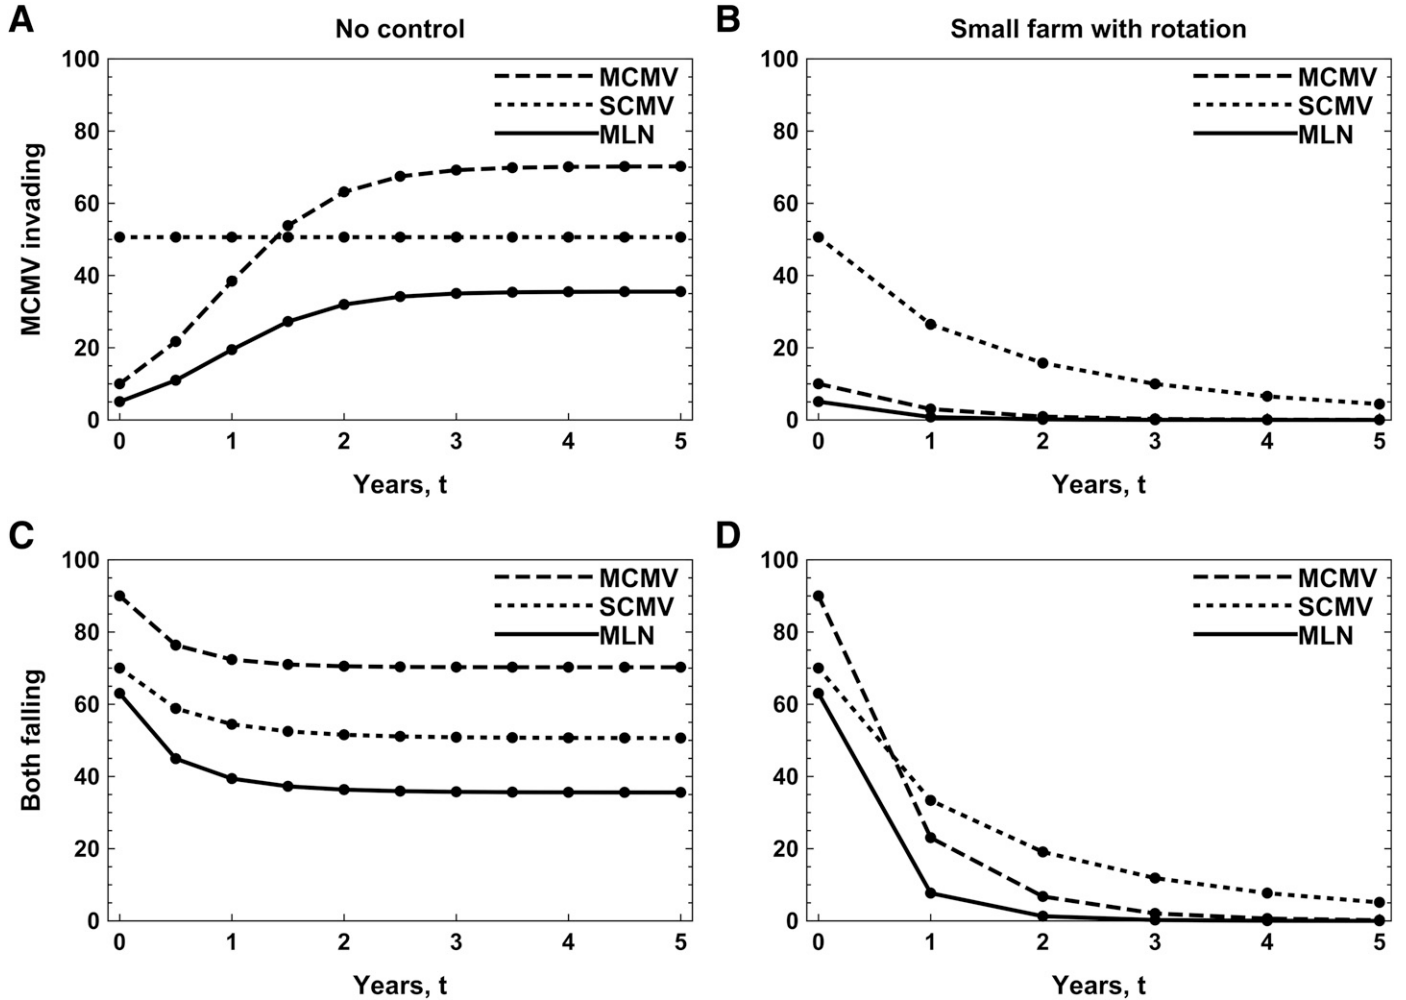 A
No control
MCMV invading
100
80
60
40
20
0
MCMV
SCMV
MLN
0 1 2 3 4 5
Years, t
B
Small farm with rotation
100
80
60
40
20
0
MCMV
SCMV
MLN
0 1 2 3 4 5
Years, t
C
Both falling
100
80
60
40
20
0
MCMV
SCMV
MLN
0 1 2 3 4 5
Years, t
D
100
80
60
40
20
0
MCMV
SCMV
MLN
0 1 2 3 4 5
Years, t